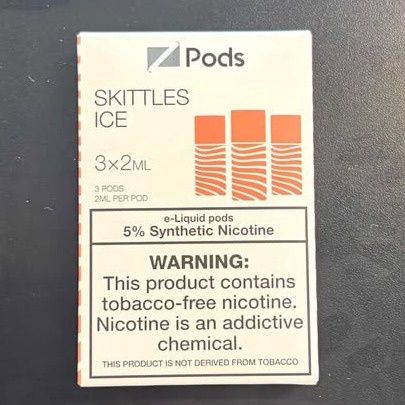 Z Pods
SKITTLES
ICE
3×2ML
3 PODS
2ML PER POD
e-Liquid pods
5% Synthetic Nicotine
WARNING:
This product contains
tobacco-free nicotine.
Nicotine is an addictive
chemical.
THIS PRODUCT IS NOT DERIVED FROM TOBACCO